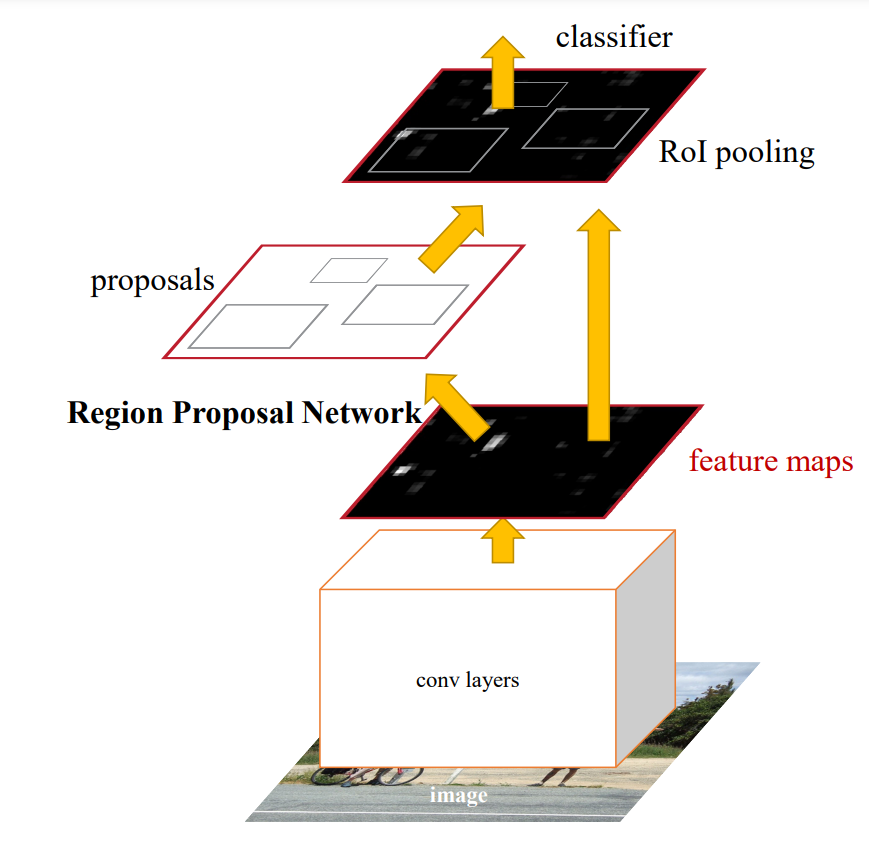 classifier
RoI pooling
proposals
Region Proposal Network
feature maps
conv layers
image